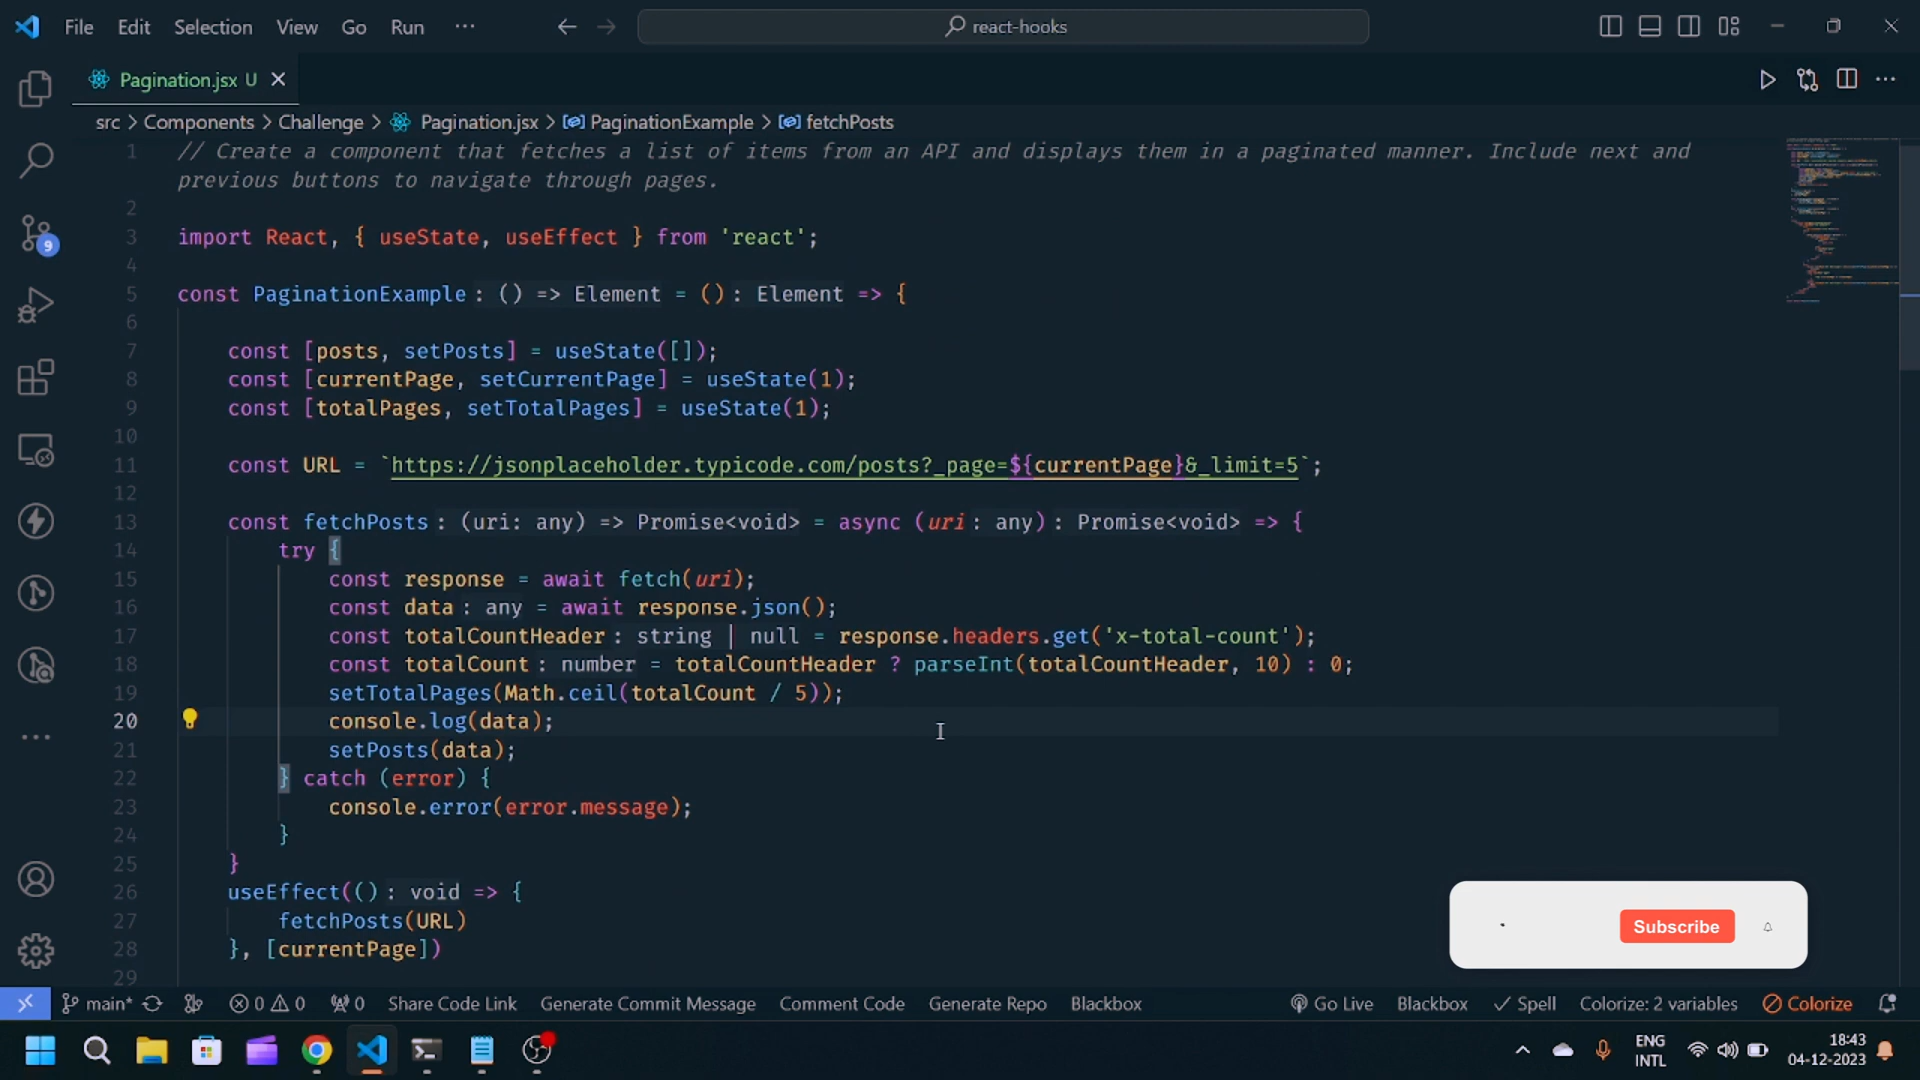 File Edit Selection View Go Run ··· react-hooks
Pagination.jsx U
src > Components > Challenge > Pagination.jsx > PaginationExample > fetchPosts
1 // Create a component that fetches a list of items from an API and displays them in a paginated manner. Include next and
previous buttons to navigate through pages.
2
3 import React, { useState, useEffect } from 'react';
4
5 const PaginationExample: () => Element = (): Element => {
6
7 const [posts, setPosts] = useState([]);
8 const [currentPage, setCurrentPage] = useState(1);
9 const [totalPages, setTotalPages] = useState(1);
10
11 const URL = `https://jsonplaceholder.typicode.com/posts?_page=${currentPage}&_limit=5`;
12
13 const fetchPosts: (uri: any) => Promise<void> = async (uri: any): Promise<void> => {
14 try {
15 const response = await fetch(uri);
16 const data: any = await response.json();
17 const totalCountHeader: string | null = response.headers.get('x-total-count');
18 const totalCount: number = totalCountHeader ? parseInt(totalCountHeader, 10) : 0;
19 setTotalPages(Math.ceil(totalCount / 5));
20 console.log(data);
21 setPosts(data);
22 } catch (error) {
23 console.error(error.message);
24 }
25 }
26 useEffect((): void => {
27 fetchPosts(URL)
28 }, [currentPage])
29
9
Subscribe
main* 0 0 0 Share Code Link Generate Commit Message Comment Code Generate Repo Blackbox Go Live Blackbox Spell Colorize: 2 variables Colorize
ENG
INTL
18:43
04-12-2023